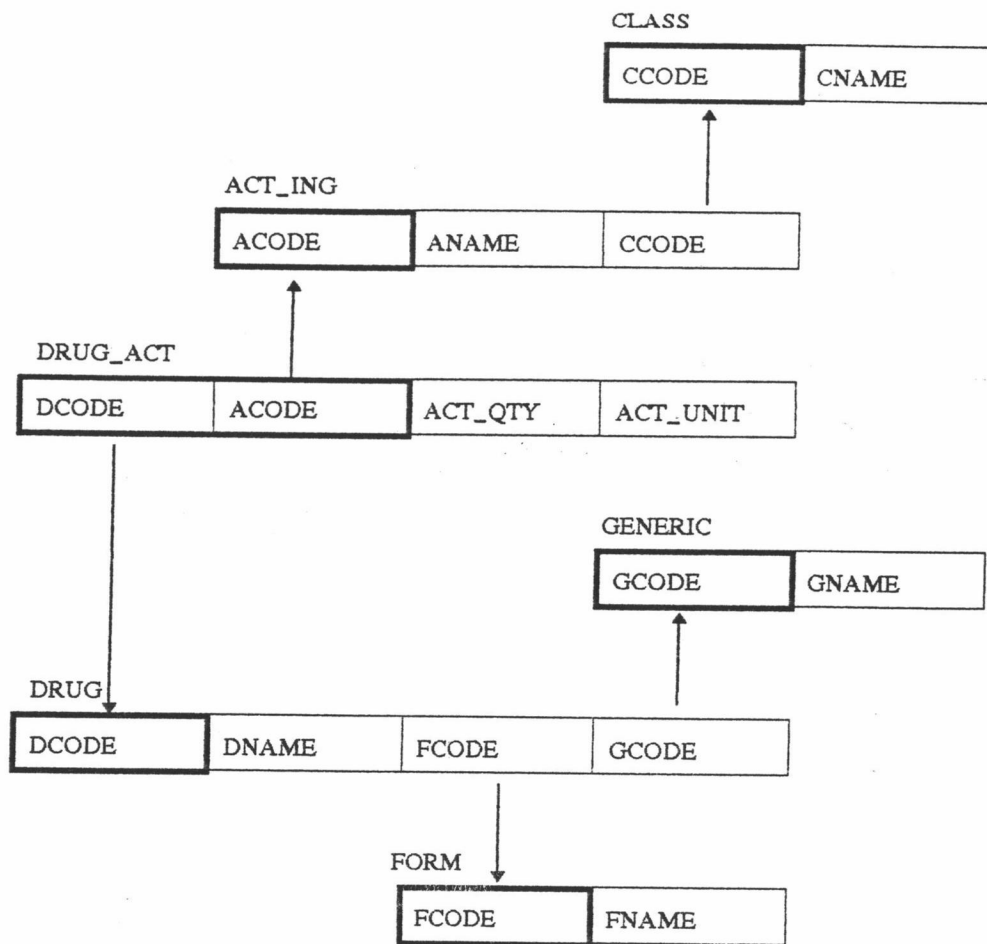 CLASS
CCODE CNAME
ACT_ING
ACODE ANAME CCODE
DRUG_ACT
DCODE ACODE ACT_QTY ACT_UNIT
GENERIC
GCODE GNAME
DRUG
DCODE DNAME FCODE GCODE
FORM
FCODE FNAME